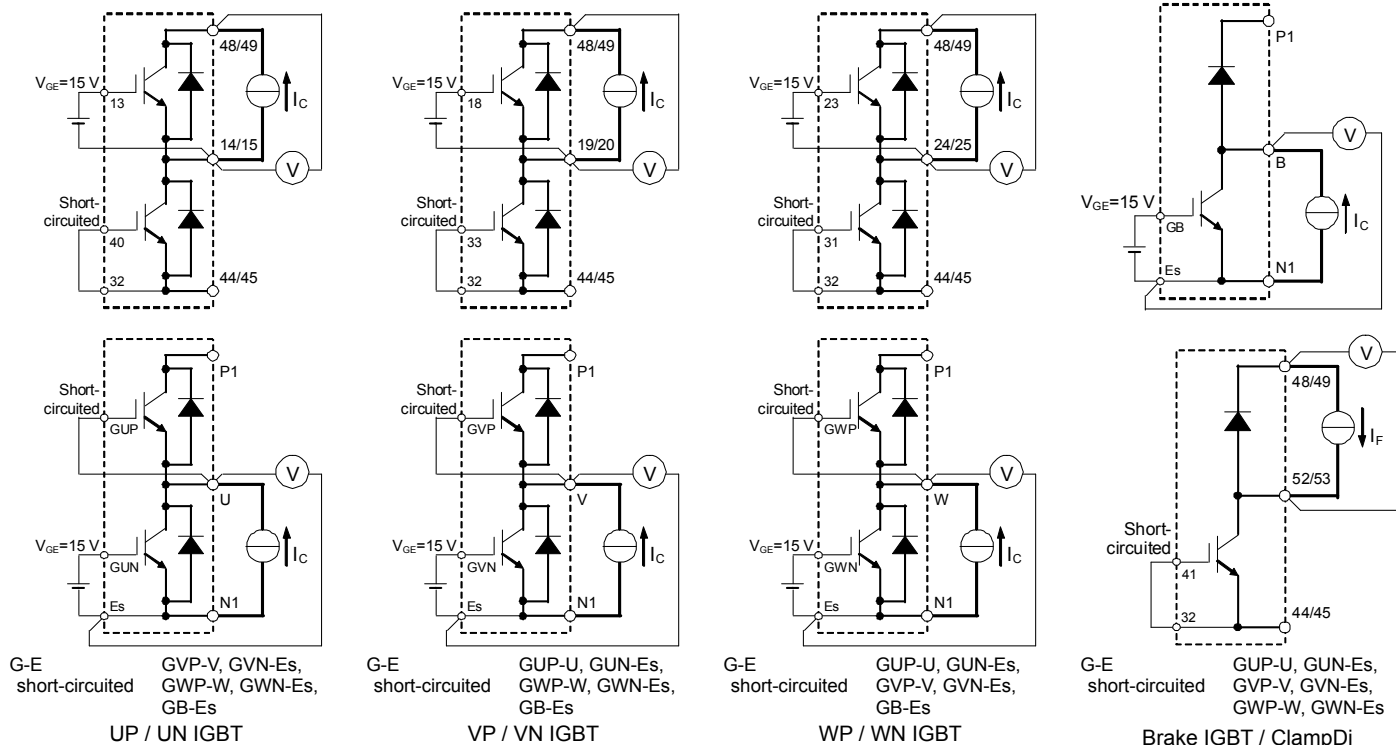 48/49
V_GE=15 V
13
I_C
14/15
V
Short-
circuited
40
32
44/45
48/49
V_GE=15 V
18
I_C
19/20
V
Short-
circuited
33
32
44/45
48/49
V_GE=15 V
23
I_C
24/25
V
Short-
circuited
31
32
44/45
P1
V
B
V_GE=15 V
GB
I_C
Es
N1
P1
Short-
circuited
GUP
V
U
V_GE=15 V
GUN
I_C
Es
N1
P1
Short-
circuited
GVP
V
V
V_GE=15 V
GVN
I_C
Es
N1
P1
Short-
circuited
GWP
V
W
V_GE=15 V
GWN
I_C
Es
N1
V
48/49
I_F
52/53
Short-
circuited
41
32
44/45
G-E GVP-V, GVN-Es,
short-circuited GWP-W, GWN-Es,
GB-Es
UP / UN IGBT
G-E GUP-U, GUN-Es,
short-circuited GWP-W, GWN-Es,
GB-Es
VP / VN IGBT
G-E GUP-U, GUN-Es,
short-circuited GVP-V, GVN-Es,
GB-Es
WP / WN IGBT
G-E GUP-U, GUN-Es,
short-circuited GVP-V, GVN-Es,
GWP-W, GWN-Es
Brake IGBT / ClampDi